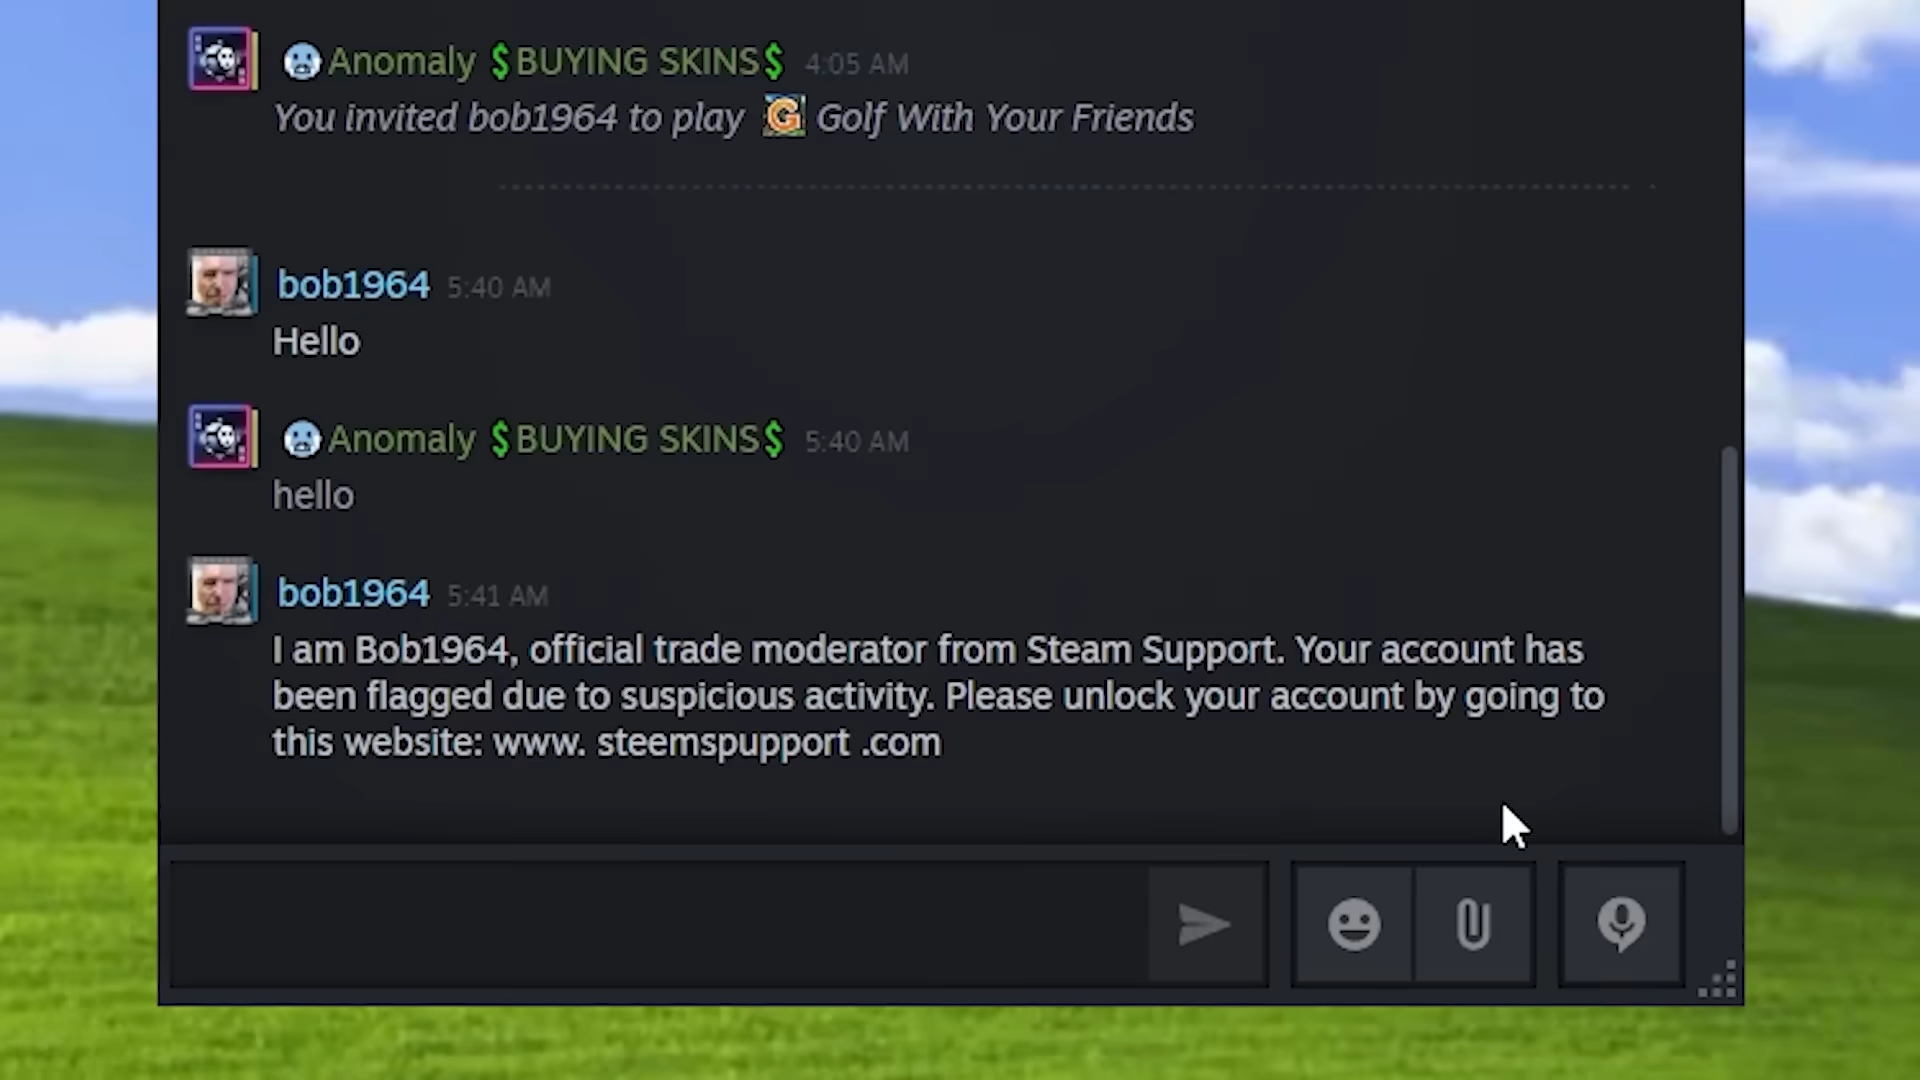 Anomaly $BUYING SKINS$ 4:05 AM
You invited bob1964 to play G Golf With Your Friends
bob1964 5:40 AM
Hello
Anomaly $BUYING SKINS$ 5:40 AM
hello
bob1964 5:41 AM
I am Bob1964, official trade moderator from Steam Support. Your account has
been flagged due to suspicious activity. Please unlock your account by going to
this website: www. steemspupport .com